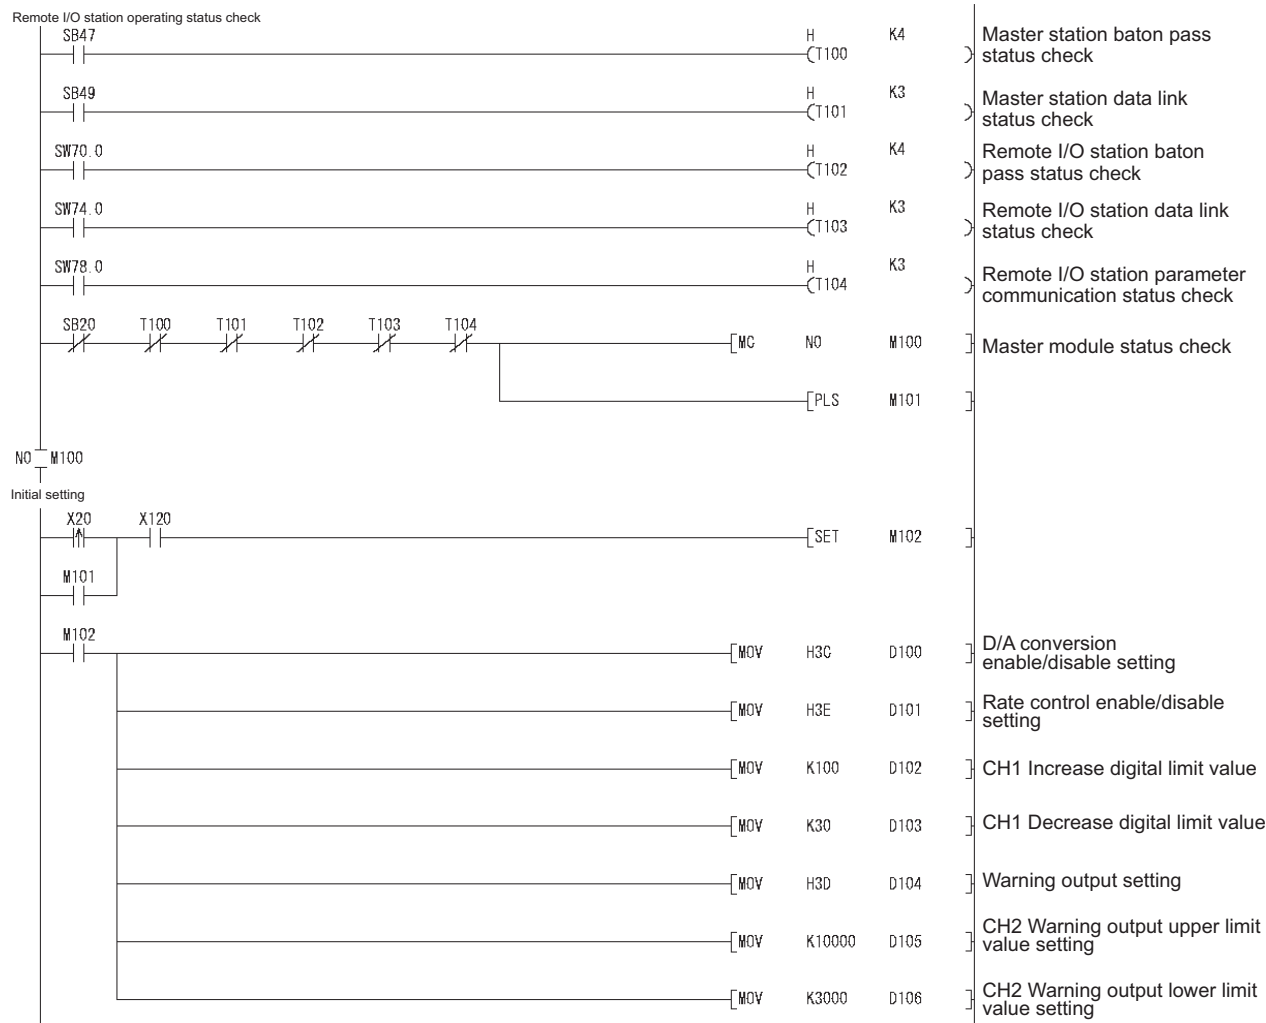 Remote I/O station operating status check
SB47 H K4 Master station baton pass
T100 status check
SB49 H K3 Master station data link
T101 status check
SW70.0 H K4 Remote I/O station baton
T102 pass status check
SW74.0 H K3 Remote I/O station data link
T103 status check
SW78.0 H K3 Remote I/O station parameter
T104 communication status check
SB20 T100 T101 T102 T103 T104
MC N0 M100 Master module status check
PLS M101
N0 M100
Initial setting
X20 X120
SET M102
M101
M102 D/A conversion
MOV H3C D100 enable/disable setting
MOV H3E D101 Rate control enable/disable
setting
MOV K100 D102 CH1 Increase digital limit value
MOV K30 D103 CH1 Decrease digital limit value
MOV H3D D104 Warning output setting
CH2 Warning output upper limit
MOV K10000 D105 value setting
CH2 Warning output lower limit
MOV K3000 D106 value setting